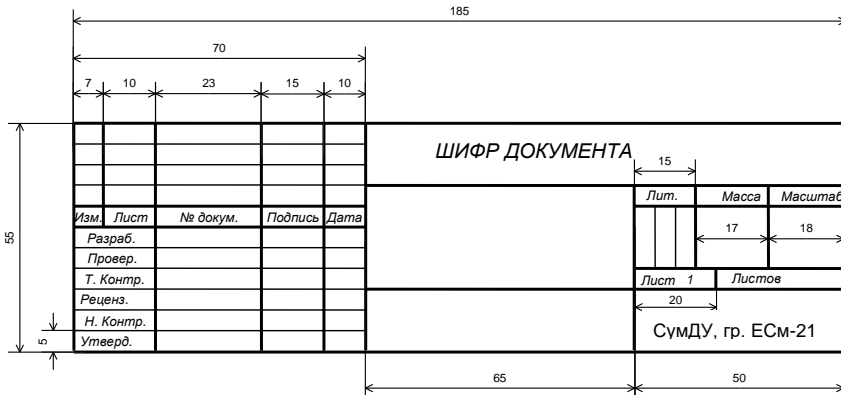 185
70
7 10 23 15 10
ШИФР ДОКУМЕНТА
15
Лит. Масса Масштаб
Изм. Лист № докум. Подпись Дата
17 18
55
Разраб.
Провер.
Т. Контр.
Лист 1 Листов
Реценз.
20
Н. Контр.
СумДУ, гр. ЕСм-21
5
Утверд.
65 50